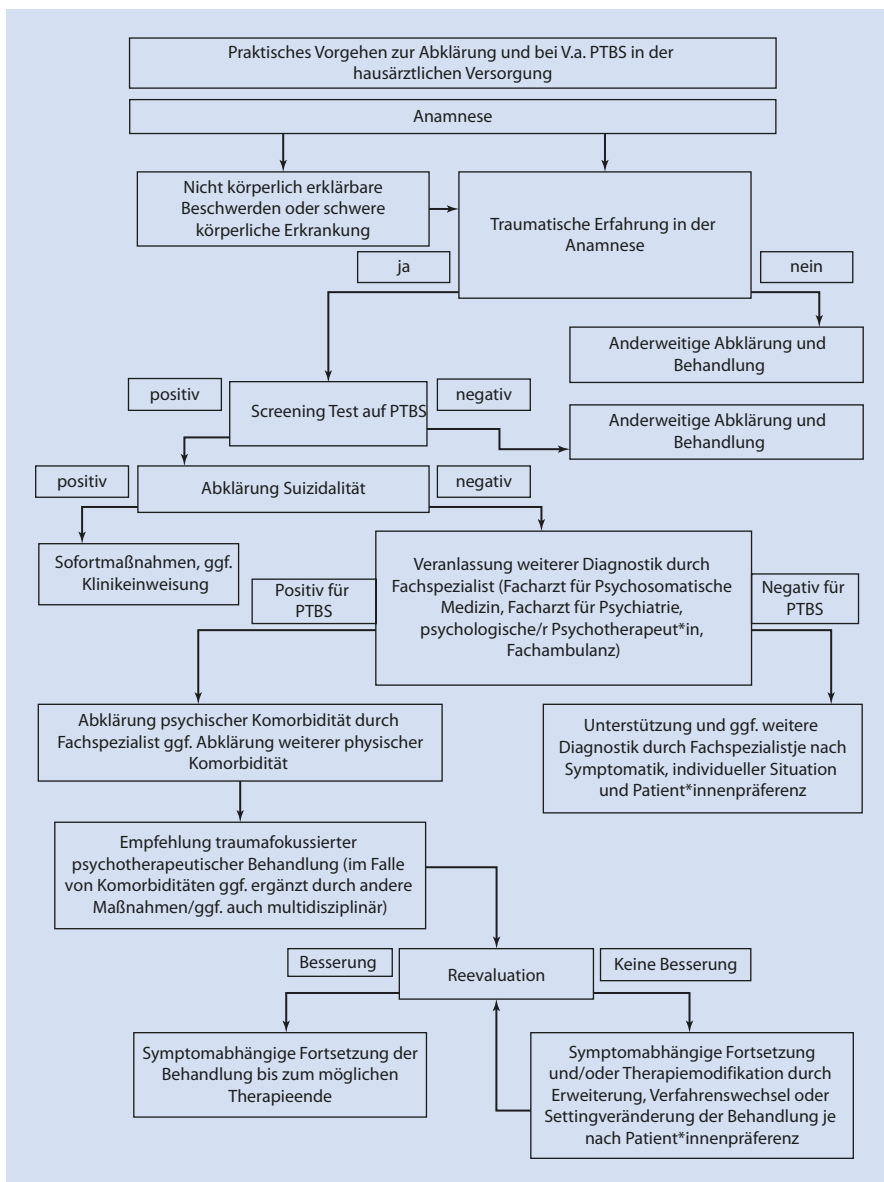 Praktisches Vorgehen zur Abklärung und bei V.a. PTBS in der
hausärztlichen Versorgung
Anamnese
Nicht körperlich erklärbare
Beschwerden oder schwere
körperliche Erkrankung
Traumatische Erfahrung in der
Anamnese
ja
nein
Anderweitige Abklärung und
Behandlung
positiv
Screening Test auf PTBS
negativ
Anderweitige Abklärung und
Behandlung
positiv
Abklärung Suizidalität
negativ
Sofortmaßnahmen, ggf.
Klinikeinweisung
Veranlassung weiterer Diagnostik durch
Fachspezialist (Facharzt für Psychosomatische
Medizin, Facharzt für Psychiatrie,
psychologische/r Psychotherapeut*in,
Fachambulanz)
Positiv für
PTBS
Negativ für
PTBS
Abklärung psychischer Komorbidität durch
Fachspezialist ggf. Abklärung weiterer physischer
Komorbidität
Unterstützung und ggf. weitere
Diagnostik durch Fachspezialistje nach
Symptomatik, individueller Situation
und Patient*innenpräferenz
Empfehlung traumafokussierter
psychotherapeutischer Behandlung (im Falle
von Komorbiditäten ggf. ergänzt durch andere
Maßnahmen/ggf. auch multidisziplinär)
Besserung
Reevaluation
Keine Besserung
Symptomabhängige Fortsetzung der
Behandlung bis zum möglichen
Therapieende
Symptomabhängige Fortsetzung
und/oder Therapiemodifikation durch
Erweiterung, Verfahrenswechsel oder
Settingveränderung der Behandlung je
nach Patient*innenpräferenz